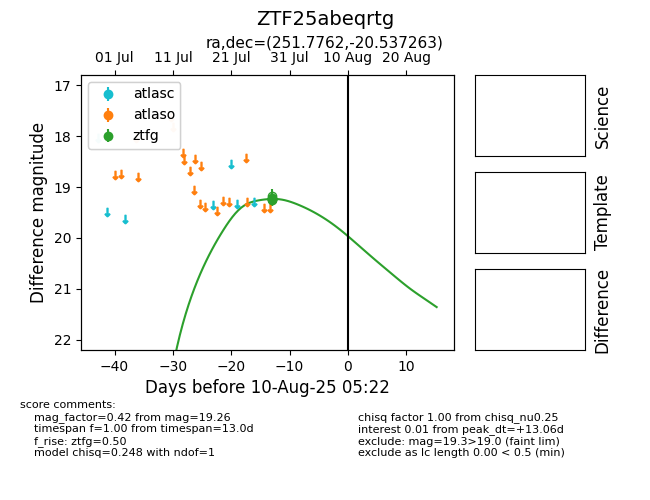 ZTF25abeqrtg
ra,dec=(251.7762,-20.537263)
01 Jul 11 Jul 21 Jul 31 Jul 10 Aug 20 Aug
17
18
19
20
21
22
Difference magnitude
atlasc
atlaso
ztfg
−40 −30 −20 −10 0 10
Days before 10-Aug-25 05:22
Science
Template
Difference
score comments:
mag_factor=0.42 from mag=19.26
timespan f=1.00 from timespan=13.0d
f_rise: ztfg=0.50
model chisq=0.248 with ndof=1
chisq factor 1.00 from chisq_nu0.25
interest 0.01 from peak_dt=+13.06d
exclude: mag=19.3>19.0 (faint lim)
exclude as lc length 0.00 < 0.5 (min)